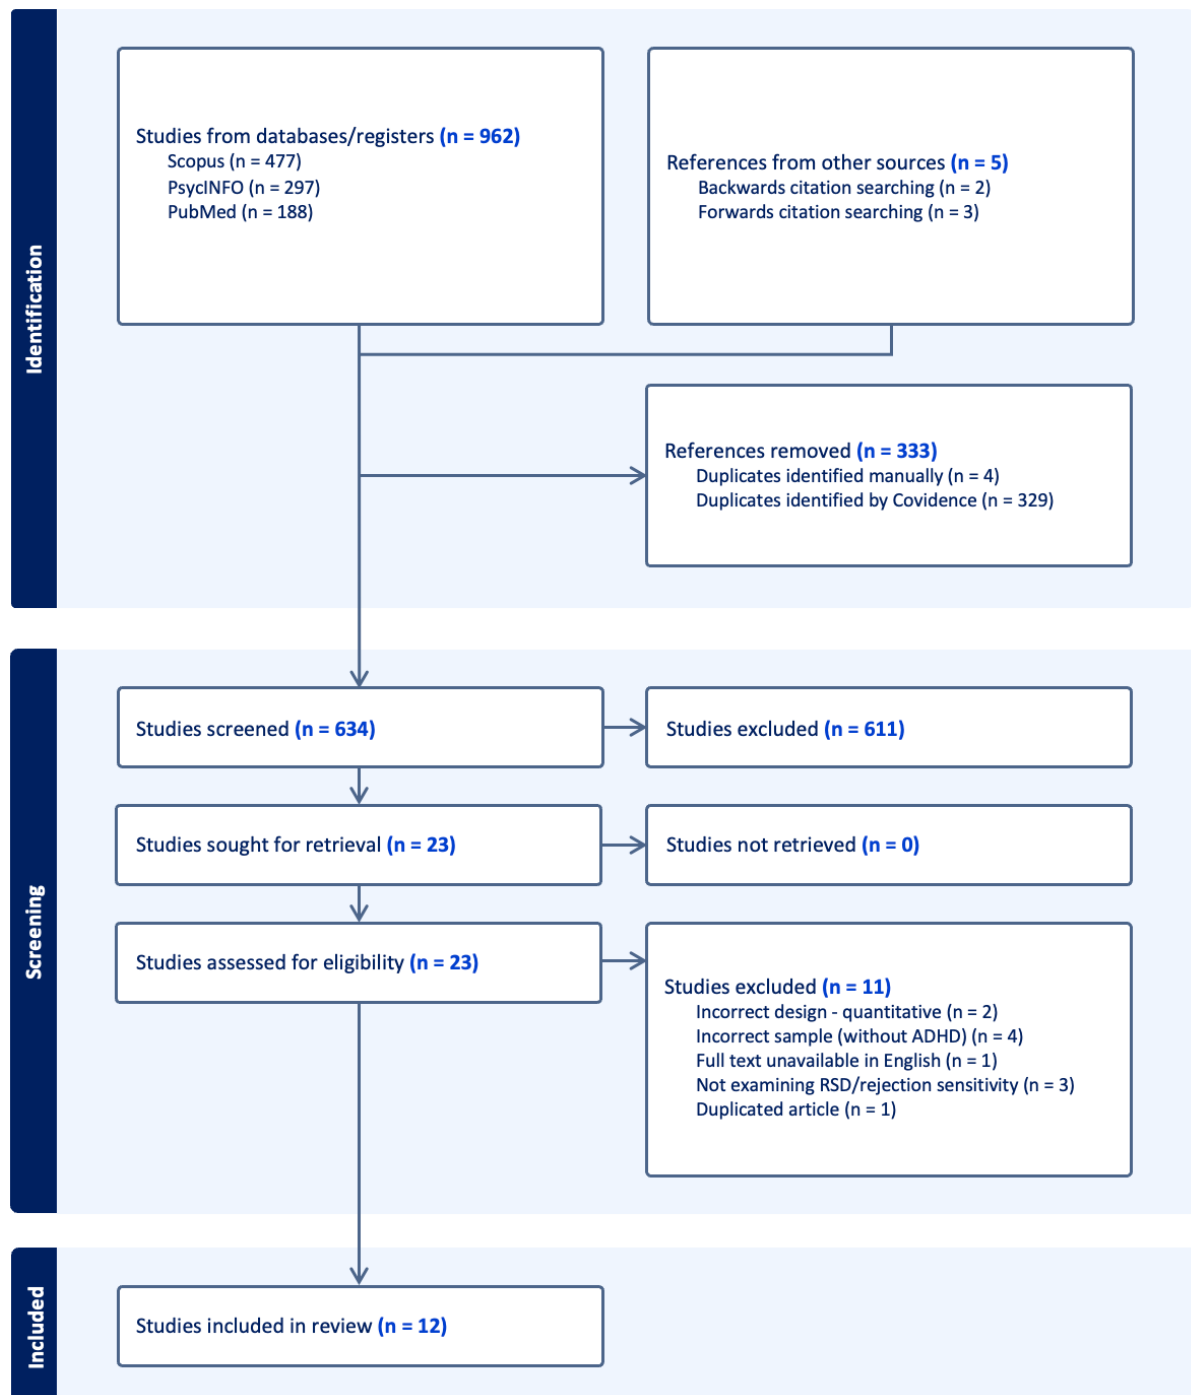 Identification
Studies from databases/registers (n = 962)
Scopus (n = 477)
PsycINFO (n = 297)
PubMed (n = 188)
References from other sources (n = 5)
Backwards citation searching (n = 2)
Forwards citation searching (n = 3)
References removed (n = 333)
Duplicates identified manually (n = 4)
Duplicates identified by Covidence (n = 329)
Screening
Studies screened (n = 634)
Studies excluded (n = 611)
Studies sought for retrieval (n = 23)
Studies not retrieved (n = 0)
Studies assessed for eligibility (n = 23)
Studies excluded (n = 11)
Incorrect design - quantitative (n = 2)
Incorrect sample (without ADHD) (n = 4)
Full text unavailable in English (n = 1)
Not examining RSD/rejection sensitivity (n = 3)
Duplicated article (n = 1)
Included
Studies included in review (n = 12)